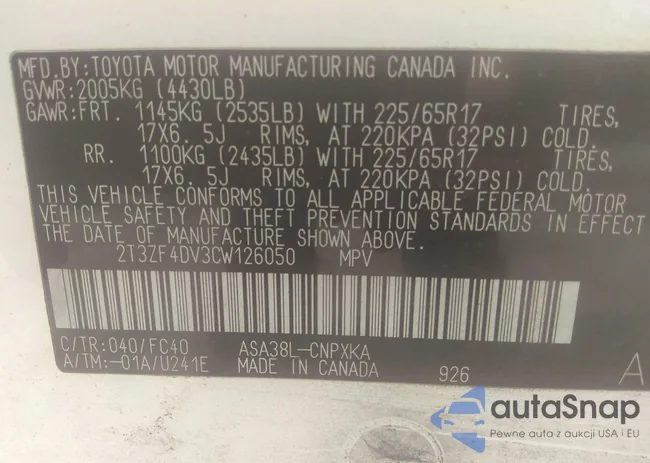 MFD.BY:TOYOTA MOTOR MANUFACTURING CANADA INC.
GVWR:2005KG (4430LB)
GAWR:FRT. 1145KG (2535LB) WITH 225/65R17 TIRES,
17X6. 5J RIMS, AT 220KPA (32PSI) COLD.
RR. 1100KG (2435LB) WITH 225/65R17 TIRES,
17X6. 5J RIMS, AT 220KPA (32PSI) COLD.
THIS VEHICLE CONFORMS TO ALL APPLICABLE FEDERAL MOTOR
VEHICLE SAFETY AND THEFT PREVENTION STANDARDS IN EFFECT
THE DATE OF MANUFACTURE SHOWN ABOVE.
2T3ZF4DV3CW126050 MPV
C/TR:040/FC40 ASA38L-CNPXKA
A/TM:-01A/U241E MADE IN CANADA 926 A
autaSnap
Pewne auta z aukcji USA i EU